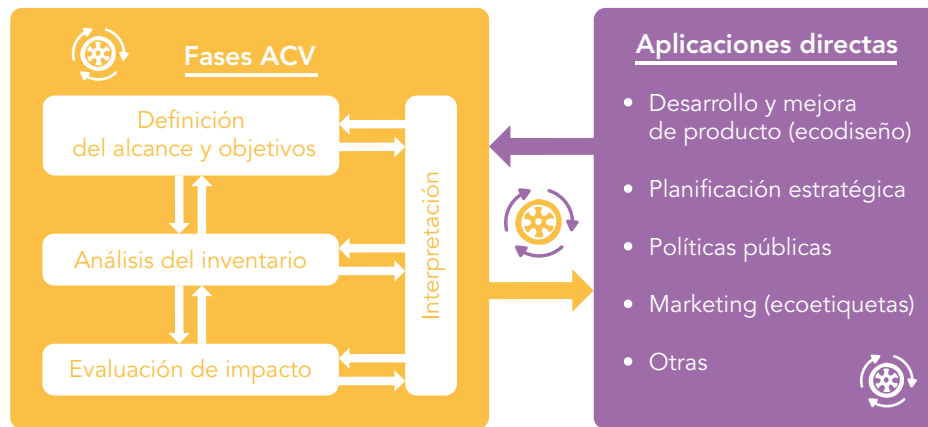 Fases ACV
Definición
del alcance y objetivos
Análisis del inventario
Evaluación de impacto
Interpretación
Aplicaciones directas
• Desarrollo y mejora
de producto (ecodiseño)
• Planificación estratégica
• Políticas públicas
• Marketing (ecoetiquetas)
• Otras